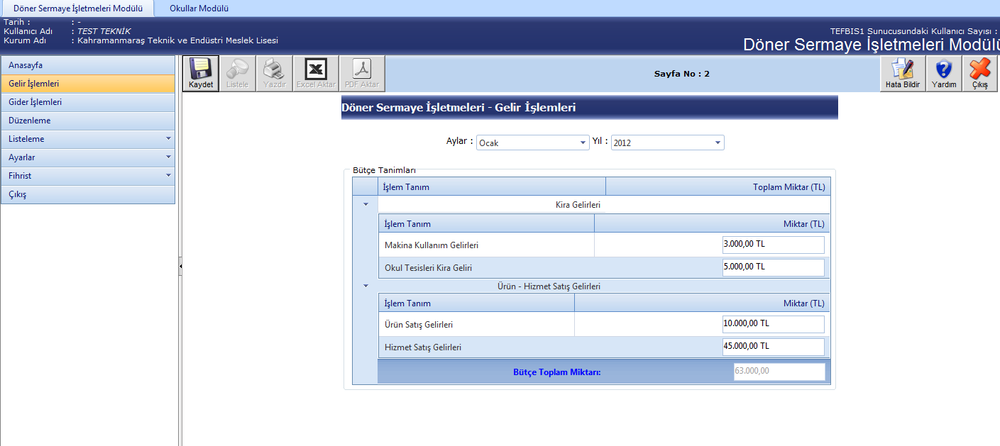 Döner Sermaye İşletmeleri Modülü Okullar Modülü
Tarih : : -
Kullanıcı Adı : TEST TEKNİK
Kurum Adı : Kahramanmaraş Teknik ve Endüstri Meslek Lisesi
TEFBIS1 Sunucusundaki Kullanıcı Sayısı :
Döner Sermaye İşletmeleri Modülü
Anasayfa
Gelir İşlemleri
Gider İşlemleri
Düzenleme
Listeleme
Ayarlar
Fihrist
Çıkış
Kaydet Listele Yazdır Excel Aktar PDF Aktar
Sayfa No : 2
Hata Bildir Yardım Çıkış
Döner Sermaye İşletmeleri - Gelir İşlemleri
Aylar : Ocak Yıl : 2012
Bütçe Tanımları
İşlem Tanım Toplam Miktar (TL)
Kira Gelirleri
İşlem Tanım Miktar (TL)
Makina Kullanım Gelirleri 3.000,00 TL
Okul Tesisleri Kira Geliri 5.000,00 TL
Ürün - Hizmet Satış Gelirleri
İşlem Tanım Miktar (TL)
Ürün Satış Gelirleri 10.000,00 TL
Hizmet Satış Gelirleri 45.000,00 TL
Bütçe Toplam Miktarı: 63.000,00